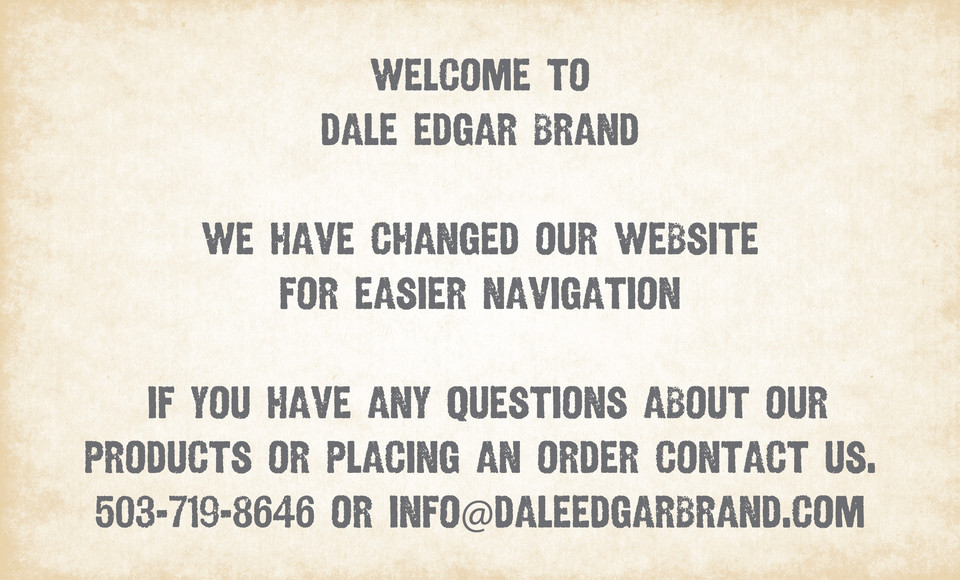 WELCOME TO
DALE EDGAR BRAND
WE HAVE CHANGED OUR WEBSITE
FOR EASIER NAVIGATION
IF YOU HAVE ANY QUESTIONS ABOUT OUR
PRODUCTS OR PLACING AN ORDER CONTACT US.
503-719-8646 OR INFO@DALEEDGARBRAND.COM